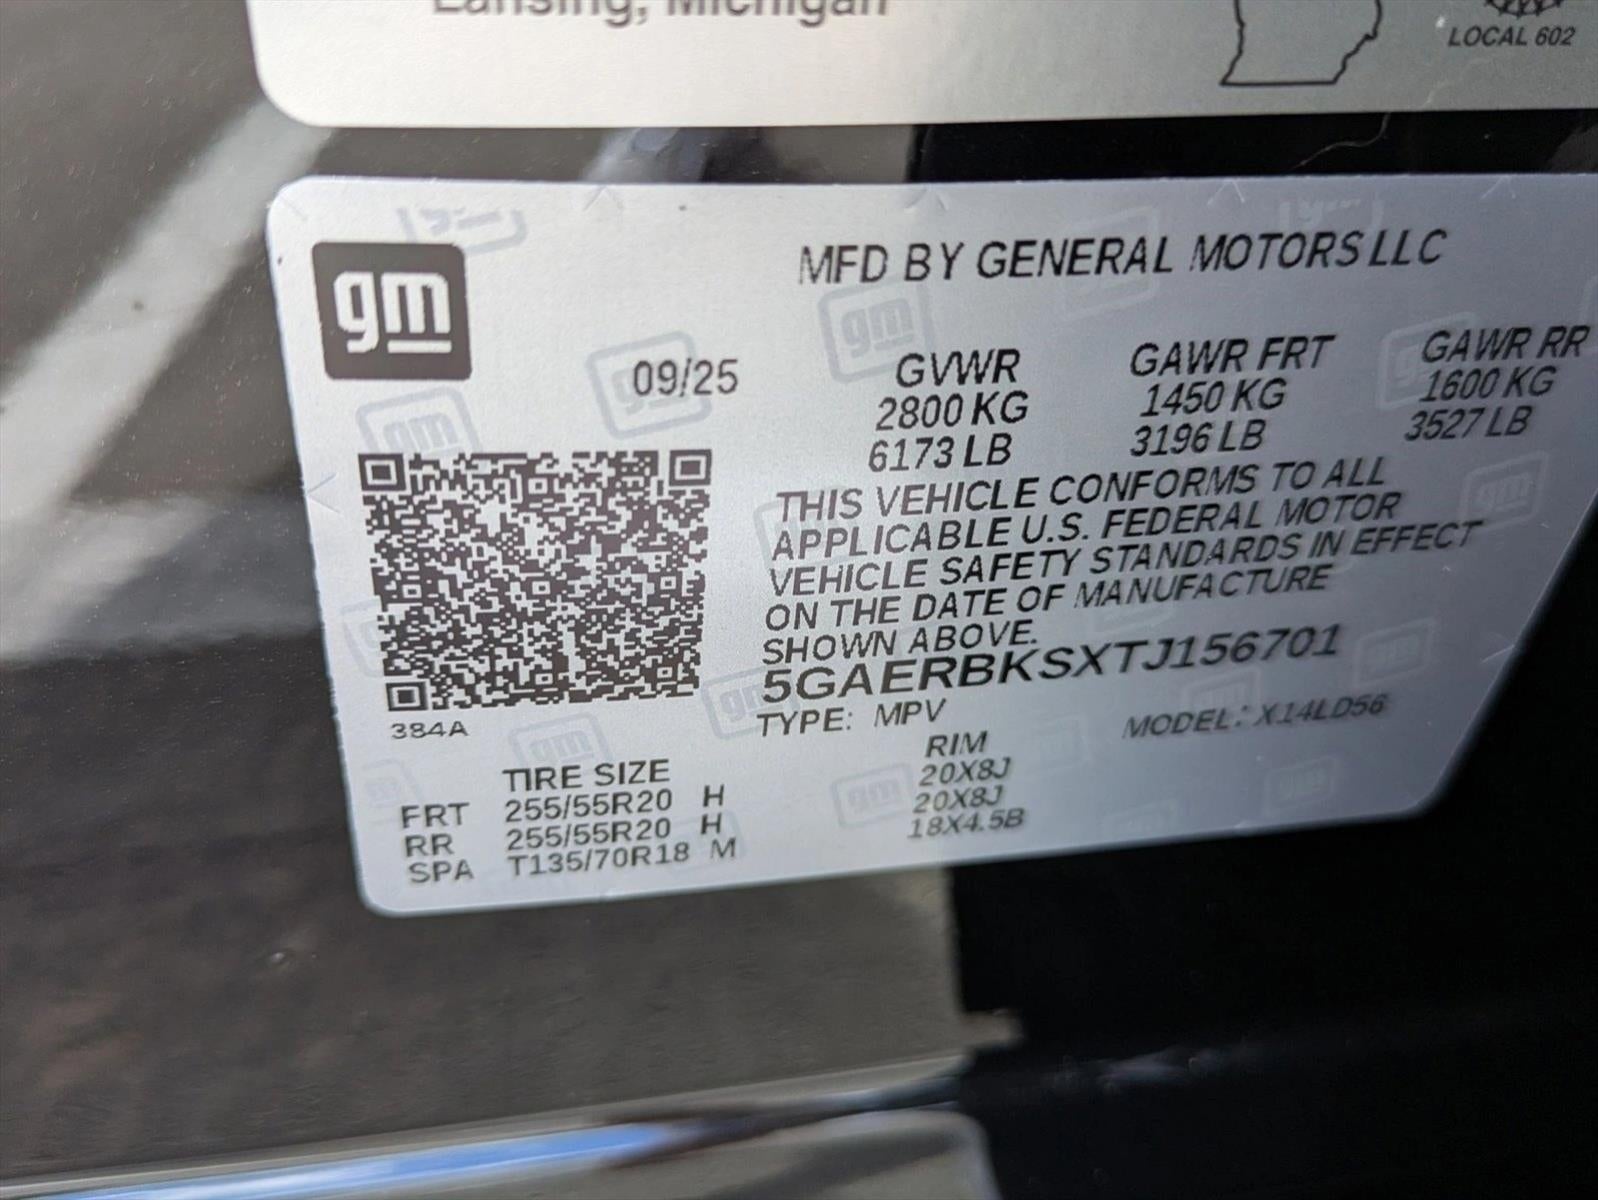 Lansing, Michigan
LOCAL 602
gm
MFD BY GENERAL MOTORS LLC
09/25
GVWR GAWR FRT GAWR RR
2800 KG 1450 KG 1600 KG
6173 LB 3196 LB 3527 LB
THIS VEHICLE CONFORMS TO ALL
APPLICABLE U.S. FEDERAL MOTOR
VEHICLE SAFETY STANDARDS IN EFFECT
ON THE DATE OF MANUFACTURE
SHOWN ABOVE.
5GAERBKSXTJ156701
TYPE: MPV MODEL: X14LD56
384A
TIRE SIZE RIM
FRT 255/55R20 H 20X8J
RR 255/55R20 H 20X8J
SPA T135/70R18 M 18X4.5B